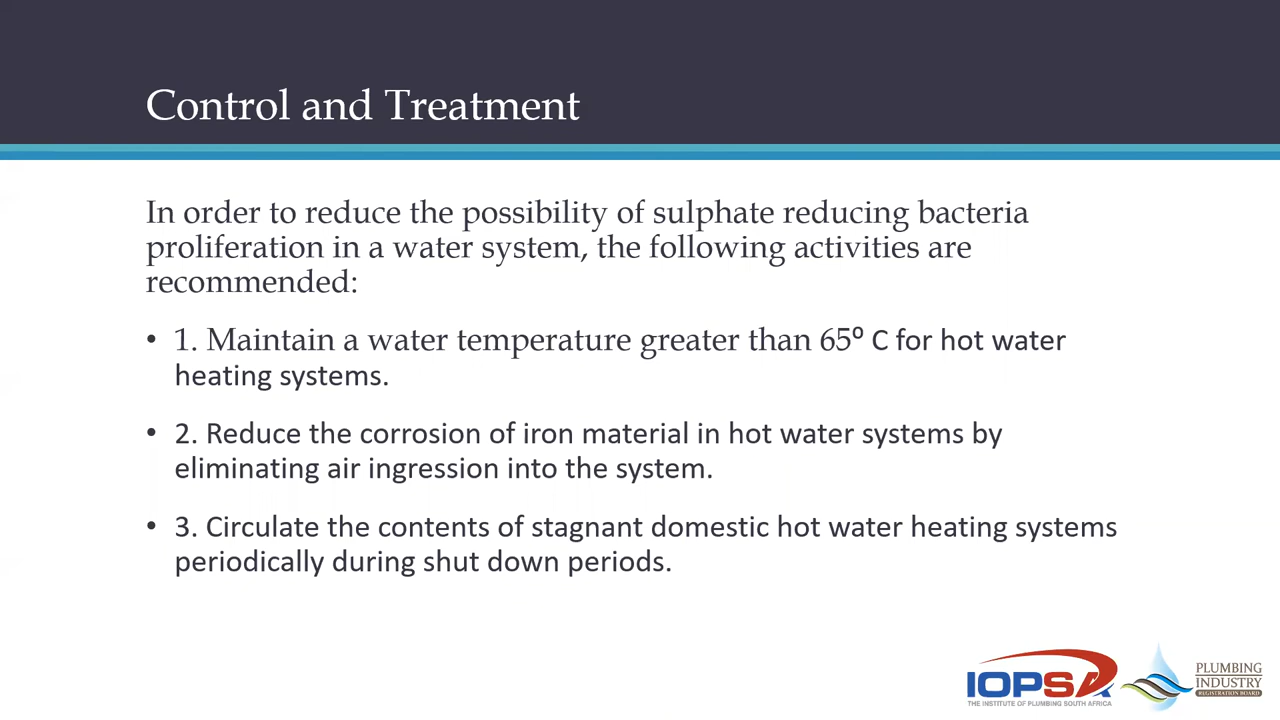 Control and Treatment
In order to reduce the possibility of sulphate reducing bacteria
proliferation in a water system, the following activities are
recommended:
• 1. Maintain a water temperature greater than 65⁰ C for hot water
heating systems.
• 2. Reduce the corrosion of iron material in hot water systems by
eliminating air ingression into the system.
• 3. Circulate the contents of stagnant domestic hot water heating systems
periodically during shut down periods.
IOPSA
THE INSTITUTE OF PLUMBING SOUTH AFRICA
PLUMBING
INDUSTRY
REGISTRATION BOARD